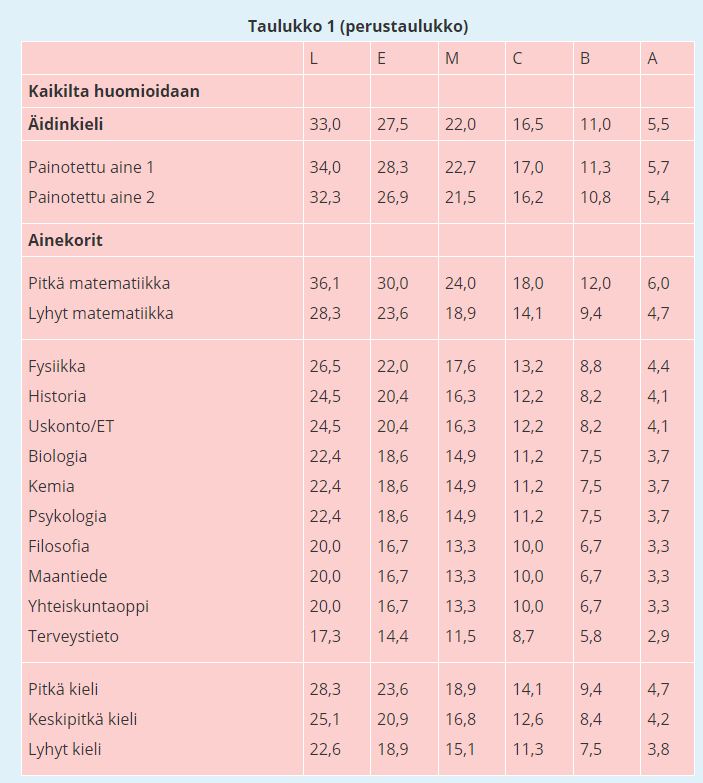 Taulukko 1 (perustaulukko)
L E M C B A
Kaikilta huomioidaan
Äidinkieli 33,0 27,5 22,0 16,5 11,0 5,5
Painotettu aine 1 34,0 28,3 22,7 17,0 11,3 5,7
Painotettu aine 2 32,3 26,9 21,5 16,2 10,8 5,4
Ainekorit
Pitkä matematiikka 36,1 30,0 24,0 18,0 12,0 6,0
Lyhyt matematiikka 28,3 23,6 18,9 14,1 9,4 4,7
Fysiikka 26,5 22,0 17,6 13,2 8,8 4,4
Historia 24,5 20,4 16,3 12,2 8,2 4,1
Uskonto/ET 24,5 20,4 16,3 12,2 8,2 4,1
Biologia 22,4 18,6 14,9 11,2 7,5 3,7
Kemia 22,4 18,6 14,9 11,2 7,5 3,7
Psykologia 22,4 18,6 14,9 11,2 7,5 3,7
Filosofia 20,0 16,7 13,3 10,0 6,7 3,3
Maantiede 20,0 16,7 13,3 10,0 6,7 3,3
Yhteiskuntaoppi 20,0 16,7 13,3 10,0 6,7 3,3
Terveystieto 17,3 14,4 11,5 8,7 5,8 2,9
Pitkä kieli 28,3 23,6 18,9 14,1 9,4 4,7
Keskipitkä kieli 25,1 20,9 16,8 12,6 8,4 4,2
Lyhyt kieli 22,6 18,9 15,1 11,3 7,5 3,8